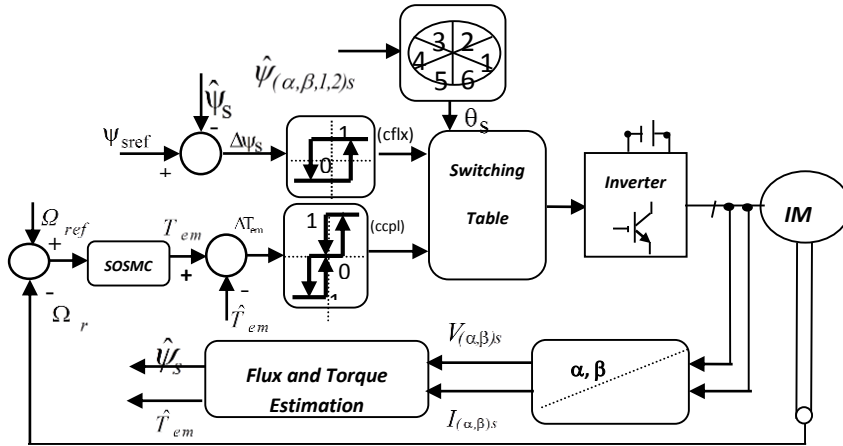 3 2
4 1
5 6
ψ̂(α,β,1,2)s
ψ̂s
θs
-
ψsref
+
Δψs
1
0
(cflx)
Switching
Table
Inverter
IM
Ωref
+
SOSMC
Tem
+
ΔTem
1
0
-1
(ccpl)
-
Ωr
-
T̂em
ψ̂s
Flux and Torque
Estimation
V(α,β)s
α, β
T̂em
I(α,β)s